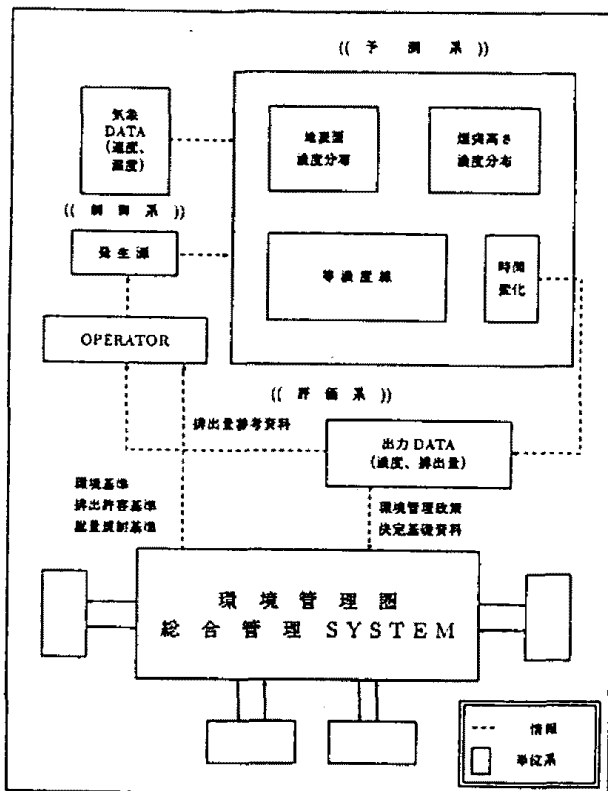 (( 予 測 系 ))
気象
DATA
(速度、
温度)
地表面
濃度分布
煙突高さ
濃度分布
(( 制 御 系 ))
発生源
等濃度線
時間
変化
OPERATOR
(( 評 価 系 ))
排出量参考資料
出力 DATA
(濃度、排出量)
環境基準
排出許容基準
総量規制基準
環境管理政策
決定基礎資料
環 境 管 理 圏
総 合 管 理 SYSTEM
情報
単位系